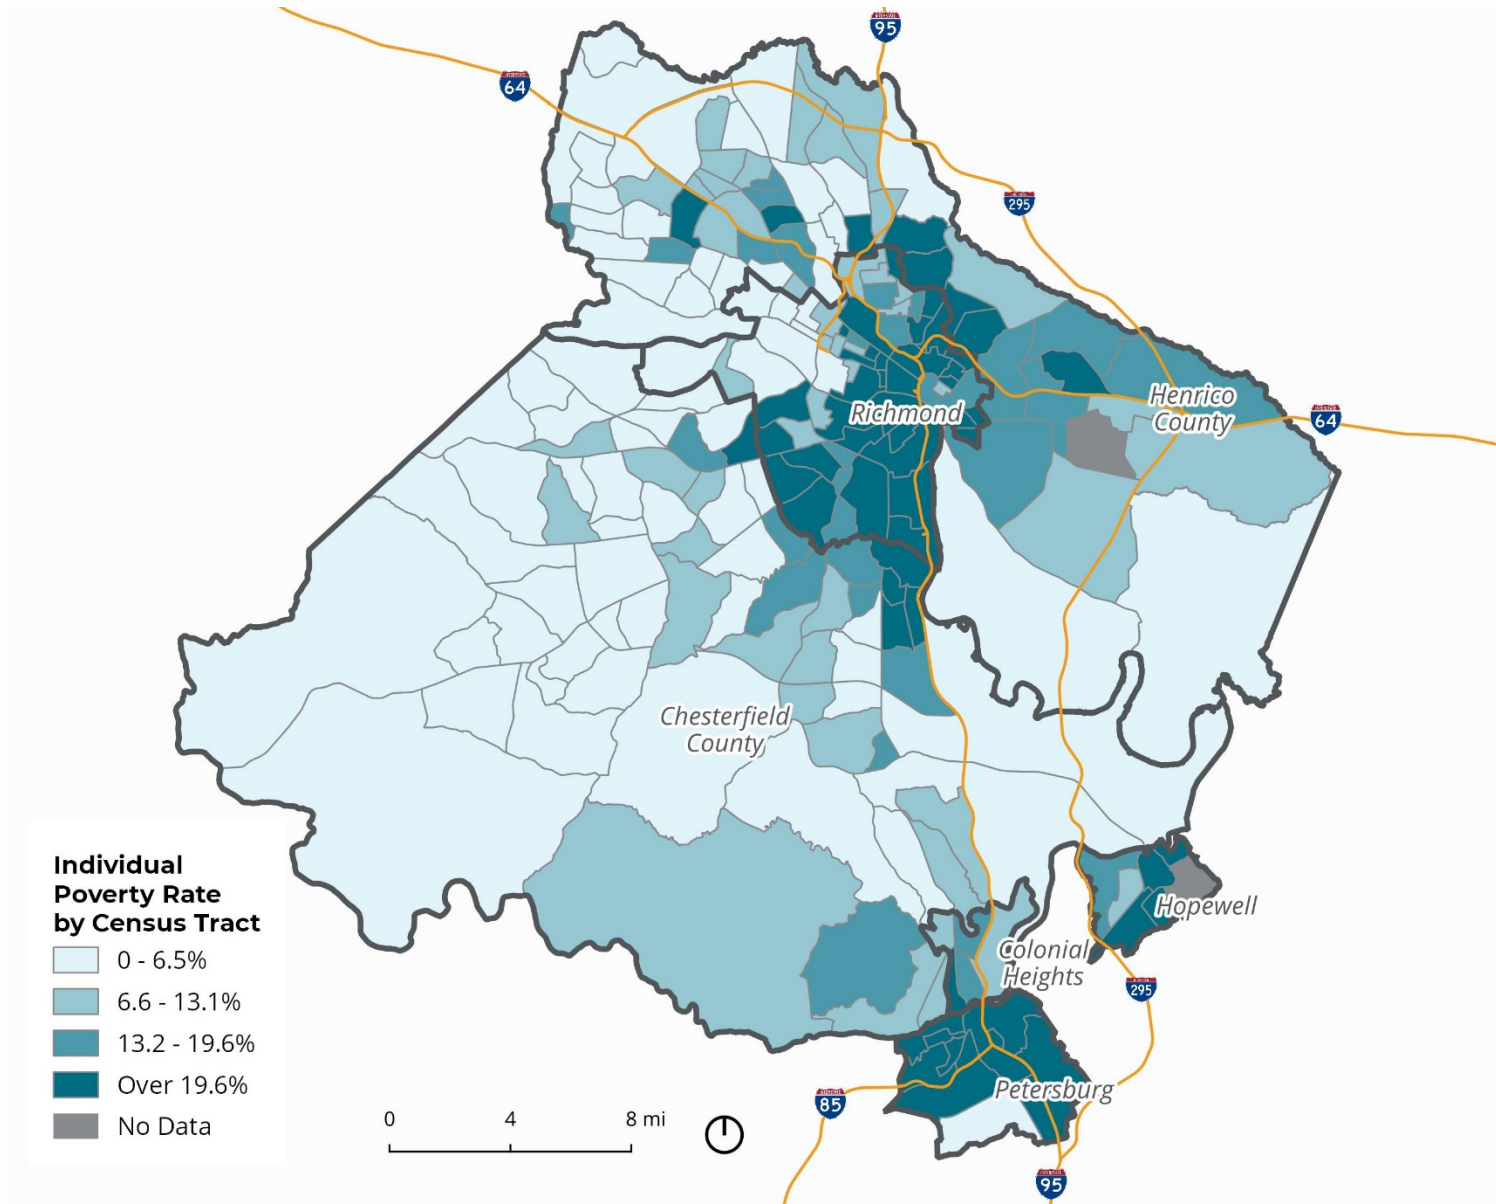 95
64
295
Richmond
Henrico
County
64
Chesterfield
County
Individual
Poverty Rate
by Census Tract
0 - 6.5%
6.6 - 13.1%
13.2 - 19.6%
Over 19.6%
No Data
Hopewell
Colonial
Heights
295
Petersburg
85
0 4 8 mi
95